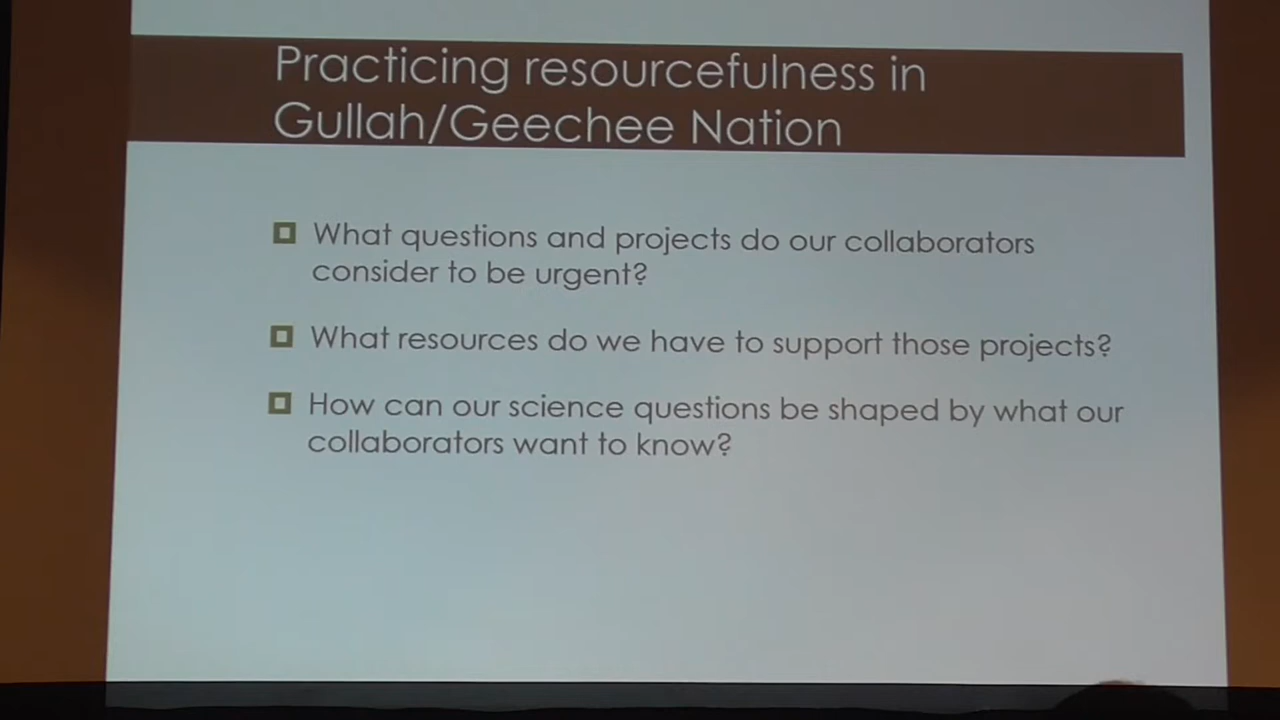 Practicing resourcefulness in
Gullah/Geechee Nation
What questions and projects do our collaborators
consider to be urgent?
What resources do we have to support those projects?
How can our science questions be shaped by what our
collaborators want to know?